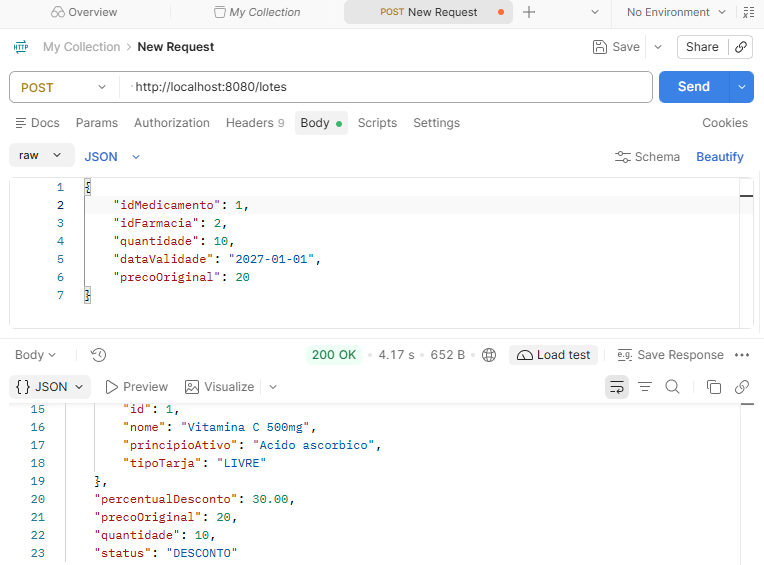 Overview My Collection POST New Request No Environment
HTTP My Collection > New Request Save Share
POST http://localhost:8080/lotes Send
Docs Params Authorization Headers 9 Body Scripts Settings Cookies
raw JSON Schema Beautify
1 {
2 "idMedicamento": 1,
3 "idFarmacia": 2,
4 "quantidade": 10,
5 "dataValidade": "2027-01-01",
6 "precoOriginal": 20
7 }
Body 200 OK • 4.17 s • 652 B • Load test e.g. Save Response
{} JSON Preview Visualize
15 "id": 1,
16 "nome": "Vitamina C 500mg",
17 "principioAtivo": "Acido ascorbico",
18 "tipoTarja": "LIVRE"
19 },
20 "percentualDesconto": 30.00,
21 "precoOriginal": 20,
22 "quantidade": 10,
23 "status": "DESCONTO"